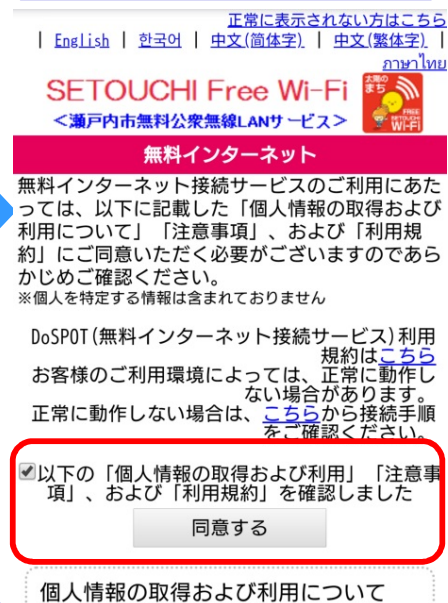 正常に表示されない方はこちら
| English | 한국어 | 中文(简体字) | 中文(繁体字) |
ภาษาไทย
SETOUCHI Free Wi-Fi
太陽の
まち
FREE
SETOUCHI
WI-FI
<瀬戸内市無料公衆無線LANサービス>
無料インターネット
無料インターネット接続サービスのご利用にあた
っては、以下に記載した「個人情報の取得および
利用について」「注意事項」、および「利用規
約」にご同意いただく必要がございますのであら
かじめご確認ください。
※個人を特定する情報は含まれておりません
DoSPOT(無料インターネット接続サービス)利用
規約はこちら
お客様のご利用環境によっては、正常に動作し
ない場合があります。
正常に動作しない場合は、こちらから接続手順
をご確認ください。
以下の「個人情報の取得および利用」「注意事
項」、および「利用規約」を確認しました
同意する
個人情報の取得および利用について